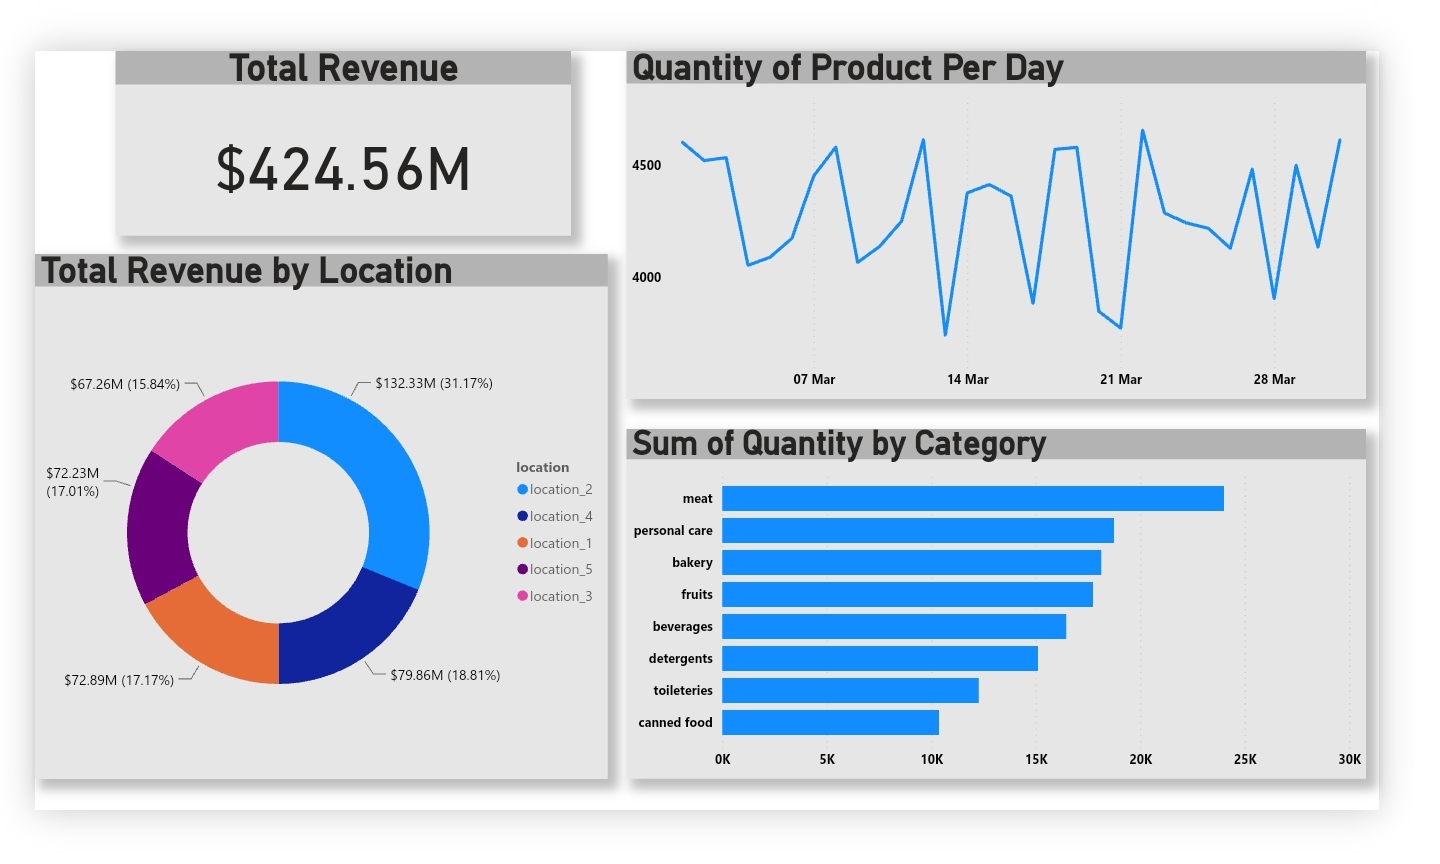 Total Revenue
$424.56M
Quantity of Product Per Day
4500
4000
07 Mar
14 Mar
21 Mar
28 Mar
Total Revenue by Location
$67.26M (15.84%)
$132.33M (31.17%)
$72.23M
(17.01%)
$72.89M (17.17%)
$79.86M (18.81%)
location
location_2
location_4
location_1
location_5
location_3
Sum of Quantity by Category
meat
personal care
bakery
fruits
beverages
detergents
toileteries
canned food
0K
5K
10K
15K
20K
25K
30K